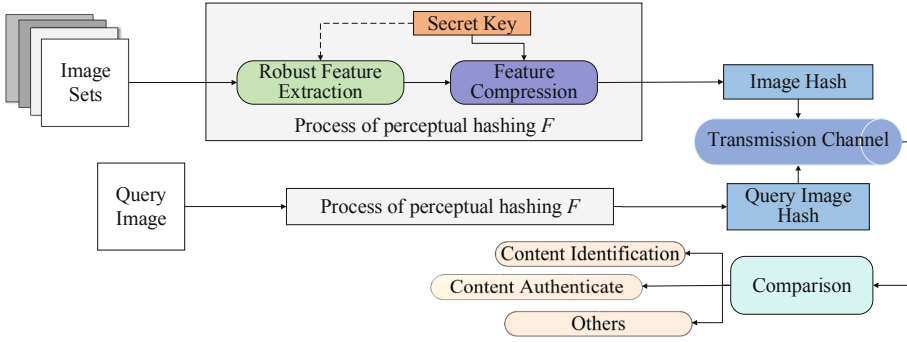 Secret Key
Image
Sets
Robust Feature
Extraction
Feature
Compression
Image Hash
Process of perceptual hashing F
Transmission Channel
Query
Image
Process of perceptual hashing F
Query Image
Hash
Content Identification
Content Authenticate
Comparison
Others